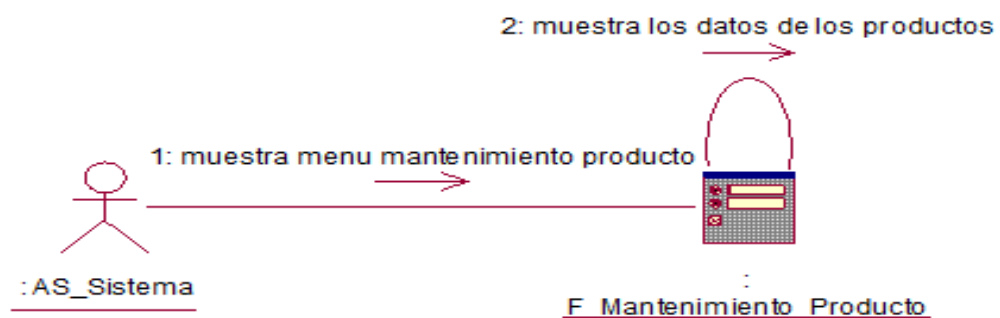 2: muestra los datos de los productos
1: muestra menu mantenimiento producto
: AS_Sistema
:
F_Mantenimiento_Producto